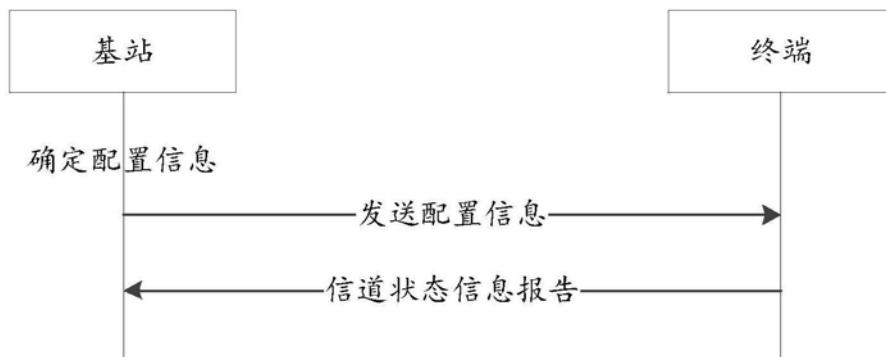 基站
终端
确定配置信息
发送配置信息
信道状态信息报告